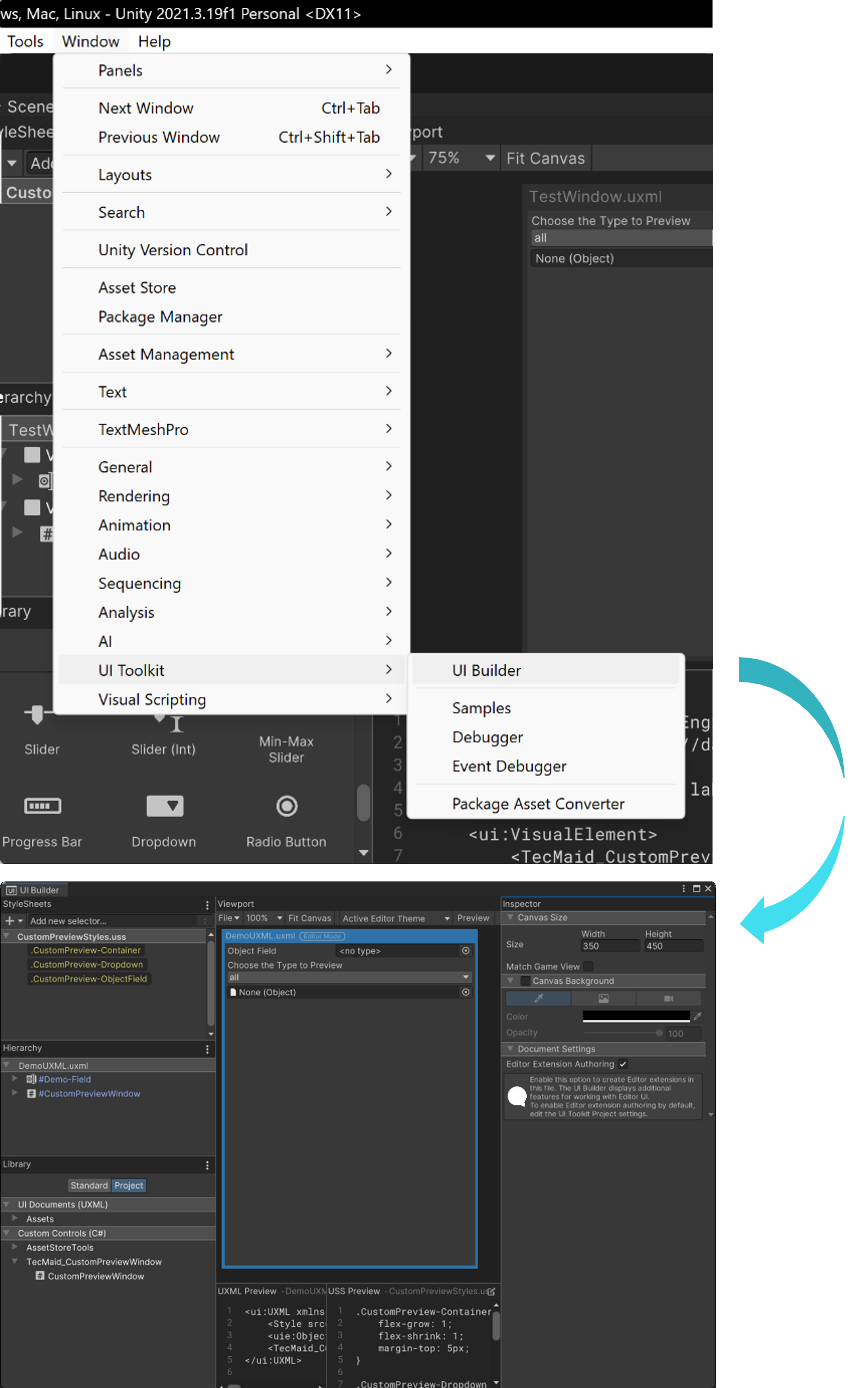 ws, Mac, Linux - Unity 2021.3.19f1 Personal <DX11>
Tools Window Help
Panels
Scene
Next Window Ctrl+Tab
yleShee
Previous Window Ctrl+Shift+Tab
port
75% Fit Canvas
Add
Layouts
Custo
TestWindow.uxml
Search
Choose the Type to Preview
all
Unity Version Control
None (Object)
Asset Store
Package Manager
Asset Management
Text
erarchy
TextMeshPro
TestW
General
Rendering
Animation
Audio
Sequencing
Analysis
rary
AI
UI Toolkit
UI Builder
Visual Scripting
Samples
Debugger
Event Debugger
Package Asset Converter
Slider
Slider (Int)
Min-Max
Slider
Progress Bar
Dropdown
Radio Button
1 Eng
2 //d
3
4 la
5
6 <ui:VisualElement>
7 <TecMaid_CustomPrev
UI Builder
StyleSheets
Add new selector...
CustomPreviewStyles.uss
.CustomPreview-Container
.CustomPreview-Dropdown
.CustomPreview-ObjectField
Hierarchy
DemoUXML.uxml
#Demo-Field
#CustomPreviewWindow
Library
Standard Project
UI Documents (UXML)
Assets
Custom Controls (C#)
AssetStoreTools
TecMaid_CustomPreviewWindow
CustomPreviewWindow
Viewport
File 100% Fit Canvas Active Editor Theme Preview
DemoUXML.uxml Editor Mode
Object Field <no type>
Choose the Type to Preview
all
None (Object)
UXML Preview - DemoUXM
1 <ui:UXML xmlns
2 <Style src
3 <uie:Objec
4 <TecMaid_C
5 </ui:UXML>
6
USS Preview - CustomPreviewStyles.us
1 .CustomPreview-Container
2 flex-grow: 1;
3 flex-shrink: 1;
4 margin-top: 5px;
5 }
6
7 .CustomPreview-Dropdown
Inspector
Canvas Size
Width Height
Size 350 450
Match Game View
Canvas Background
Color
Opacity 100
Document Settings
Editor Extension Authoring
Enable this option to create Editor extensions in
this file. The UI Builder displays additional
features for working with Editor UI.
To enable Editor extension authoring by default,
edit the UI Toolkit Project settings.